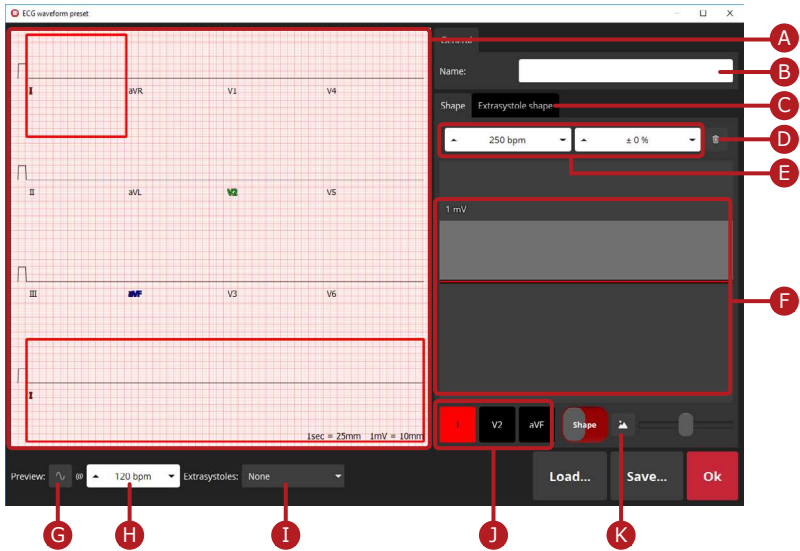 ECG waveform preset
A
General
Name:
B
Shape Extrasystole shape
C
250 bpm ± 0 %
D
E
I aVR V1 V4
II aVL V2 V5
III aVF V3 V6
I
1sec = 25mm 1mV = 10mm
1 mV
F
I V2 aVF Shape
Preview: @ 120 bpm Extrasystoles: None
Load... Save... Ok
G H I J K